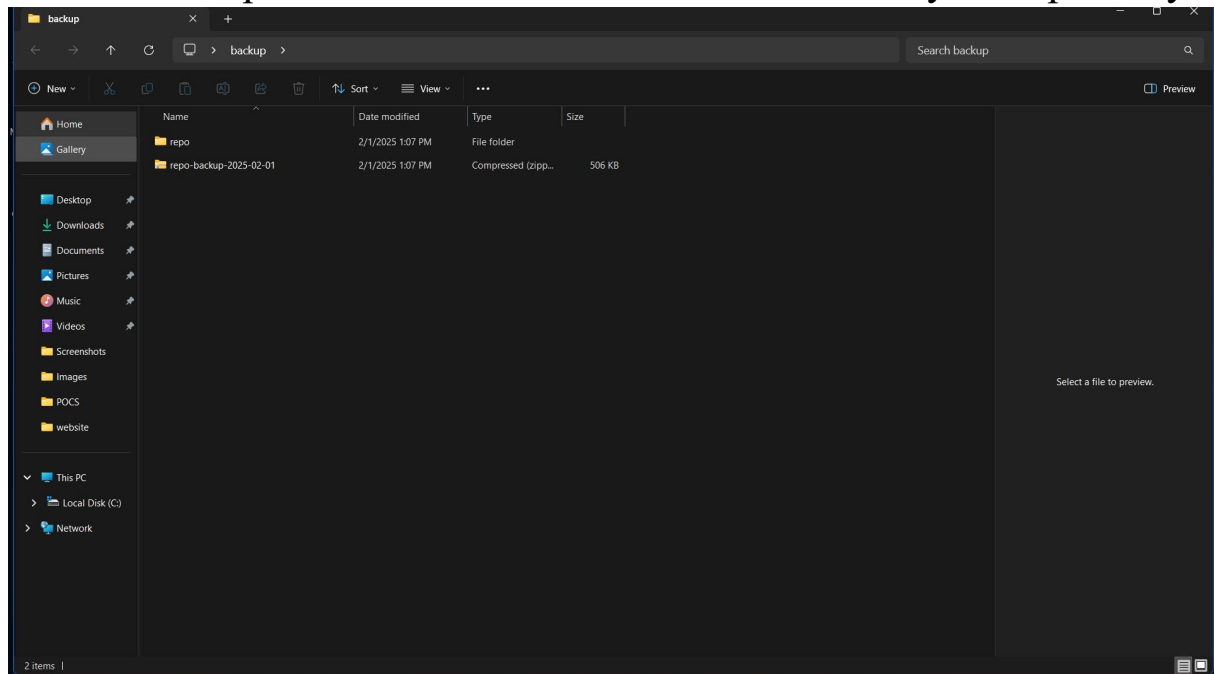 backup
backup
Search backup
New
Sort
View
Preview
Name Date modified Type Size
repo 2/1/2025 1:07 PM File folder
repo-backup-2025-02-01 2/1/2025 1:07 PM Compressed (zipp... 506 KB
Home
Gallery
Desktop
Downloads
Documents
Pictures
Music
Videos
Screenshots
Images
POCS
website
This PC
Local Disk (C:)
Network
Select a file to preview.
2 items